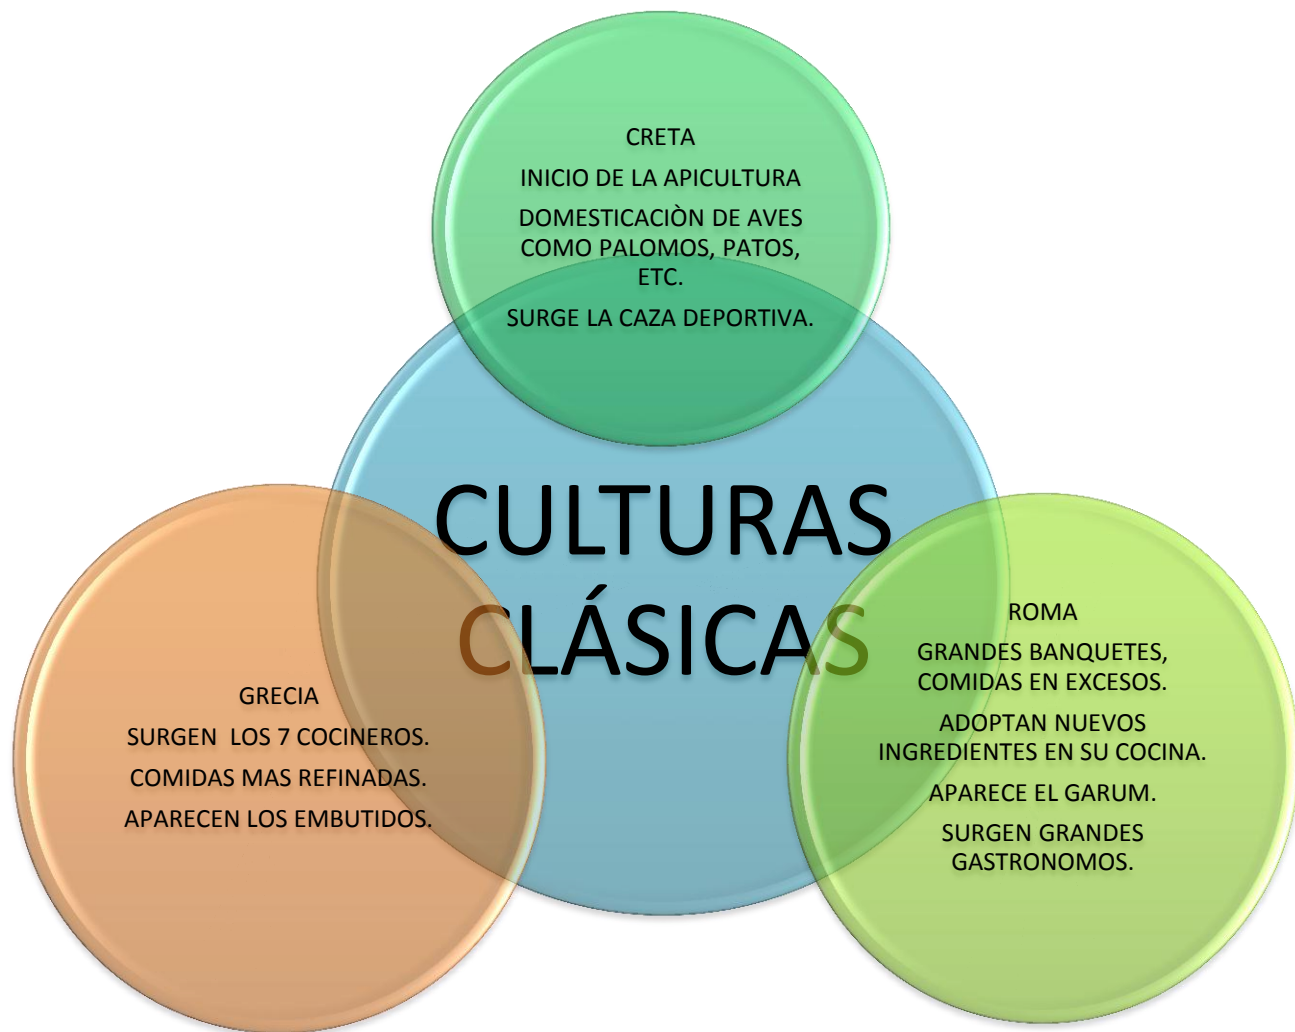 CRETA
INICIO DE LA APICULTURA
DOMESTICACIÒN DE AVES
COMO PALOMOS, PATOS,
ETC.
SURGE LA CAZA DEPORTIVA.
CULTURAS
CLÁSICAS
GRECIA
SURGEN LOS 7 COCINEROS.
COMIDAS MAS REFINADAS.
APARECEN LOS EMBUTIDOS.
ROMA
GRANDES BANQUETES,
COMIDAS EN EXCESOS.
ADOPTAN NUEVOS
INGREDIENTES EN SU COCINA.
APARECE EL GARUM.
SURGEN GRANDES
GASTRONOMOS.